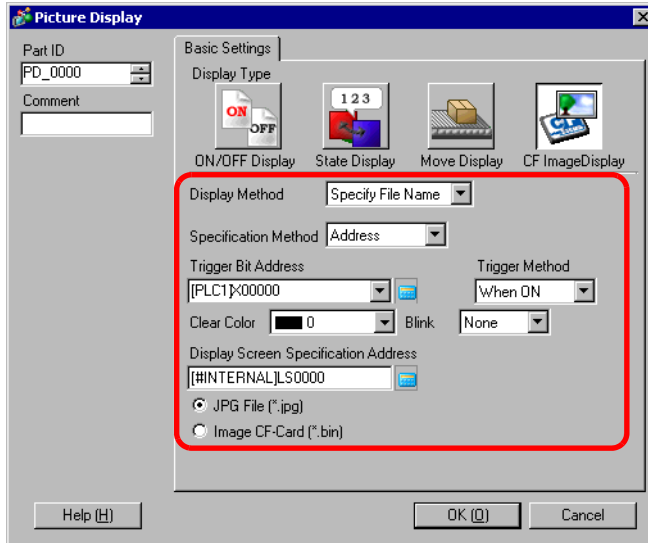 Picture Display
Part ID
PD_0000
Comment
Basic Settings
Display Type
ON OFF
1 2 3
ON/OFF Display State Display Move Display CF ImageDisplay
Display Method Specify File Name
Specification Method Address
Trigger Bit Address Trigger Method
[PLC1]X00000 When ON
Clear Color 0 Blink None
Display Screen Specification Address
[#INTERNAL]LS0000
JPG File (*.jpg)
Image CF-Card (*.bin)
Help (H) OK (O) Cancel